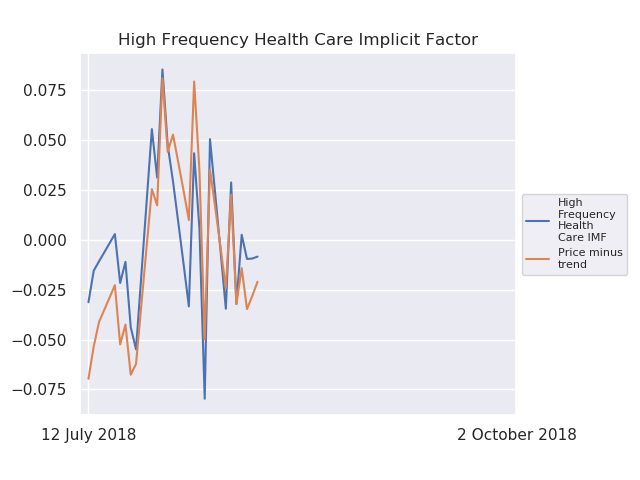 High Frequency Health Care Implicit Factor
0.075
0.050
0.025
0.000
−0.025
−0.050
−0.075
12 July 2018
2 October 2018
High
Frequency
Health
Care IMF
Price minus
trend